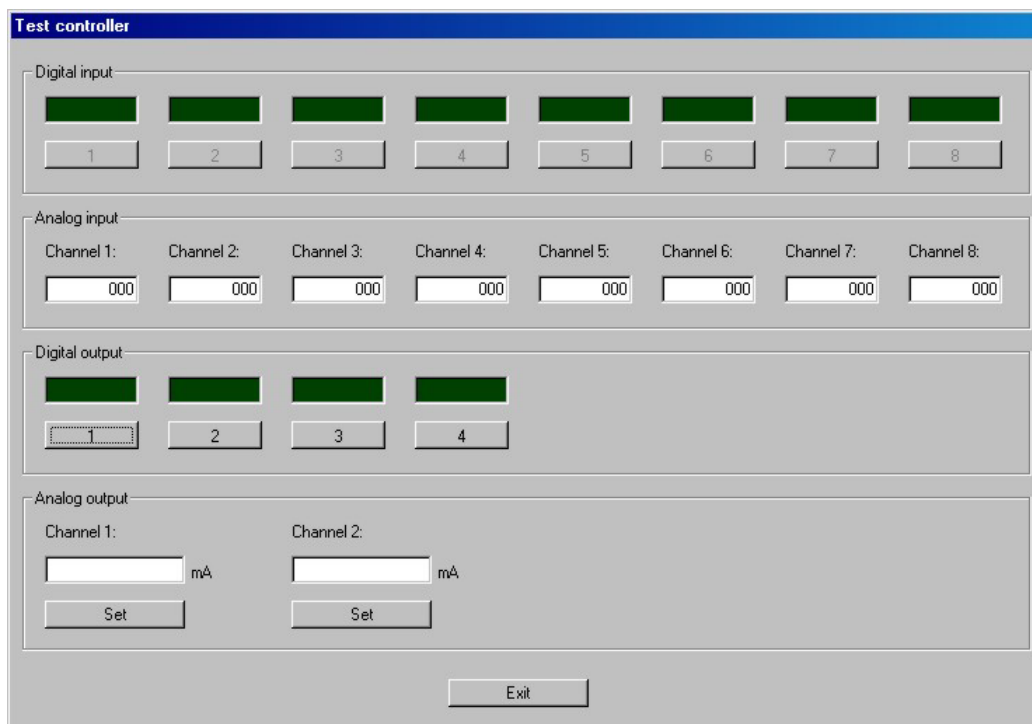 Test controller
Digital input
1 2 3 4 5 6 7 8
Analog input
Channel 1: Channel 2: Channel 3: Channel 4: Channel 5: Channel 6: Channel 7: Channel 8:
000 000 000 000 000 000 000 000
Digital output
1 2 3 4
Analog output
Channel 1: Channel 2:
mA mA
Set Set
Exit